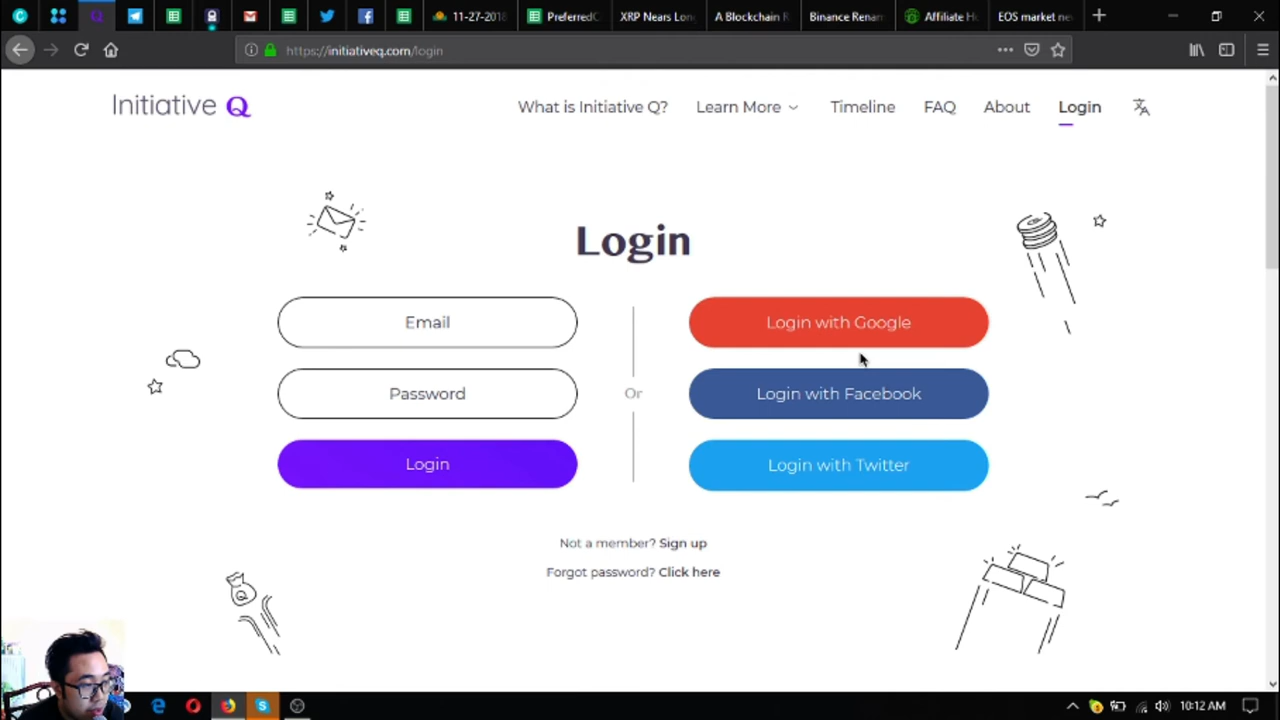 11-27-2018
PreferredC
XRP Nears Lon
A Blockchain R
Binance Renam
Affiliate H
EOS market ne
https://initiativeq.com/login
Initiative Q
What is Initiative Q?
Learn More
Timeline
FAQ
About
Login
Login
Email
Login with Google
Password
Or
Login with Facebook
Login
Login with Twitter
Not a member? Sign up
Forgot password? Click here
Q
10:12 AM